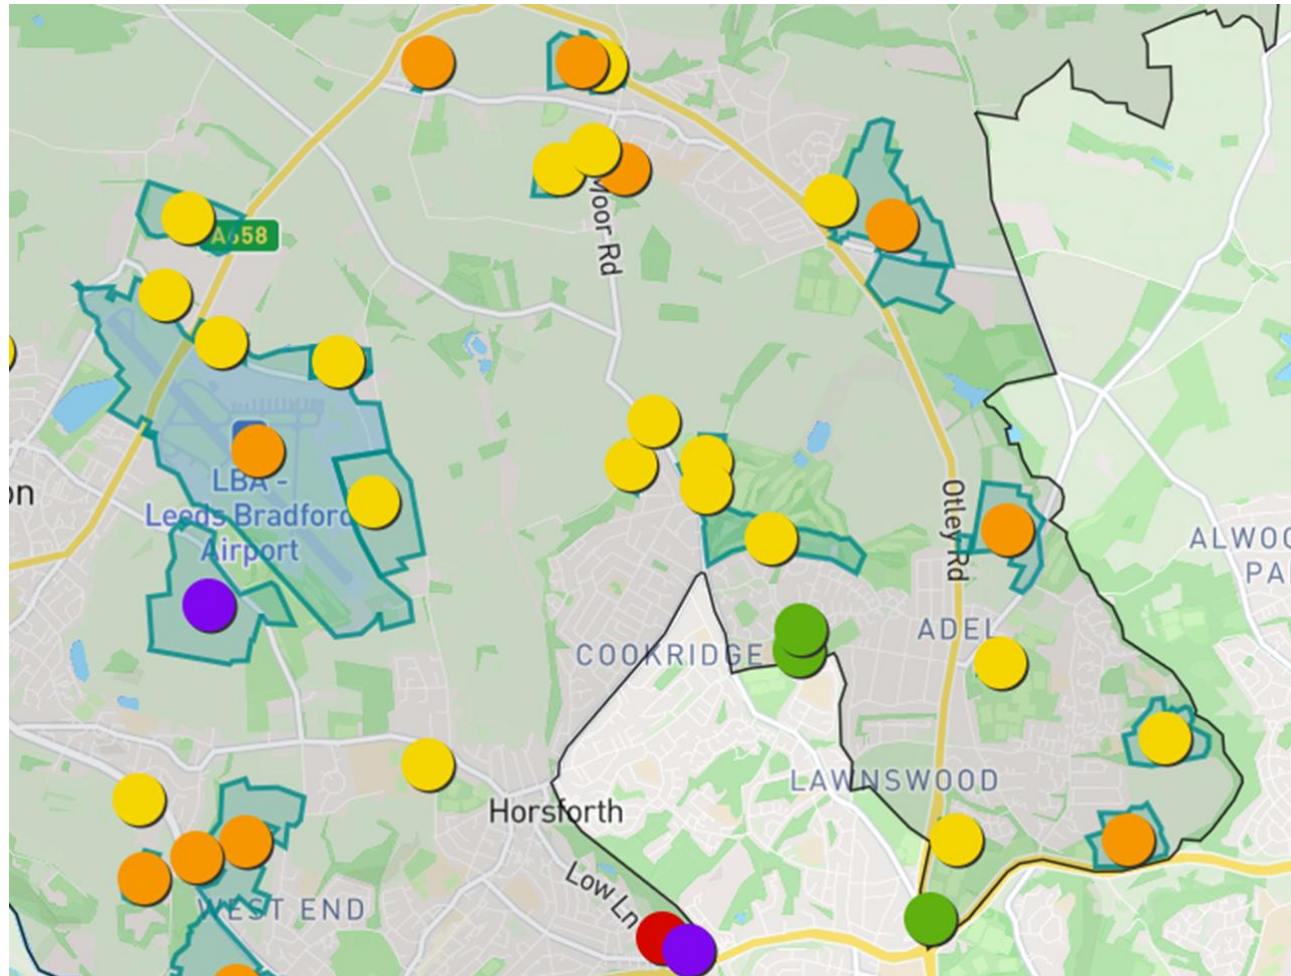 Moor Rd
A658
on
LBA -
Leeds Bradford
Airport
Otley Rd
ALWOO
PA
COOKRIDGE
ADEL
LAWNSWOOD
Horsforth
Low Ln
WEST END